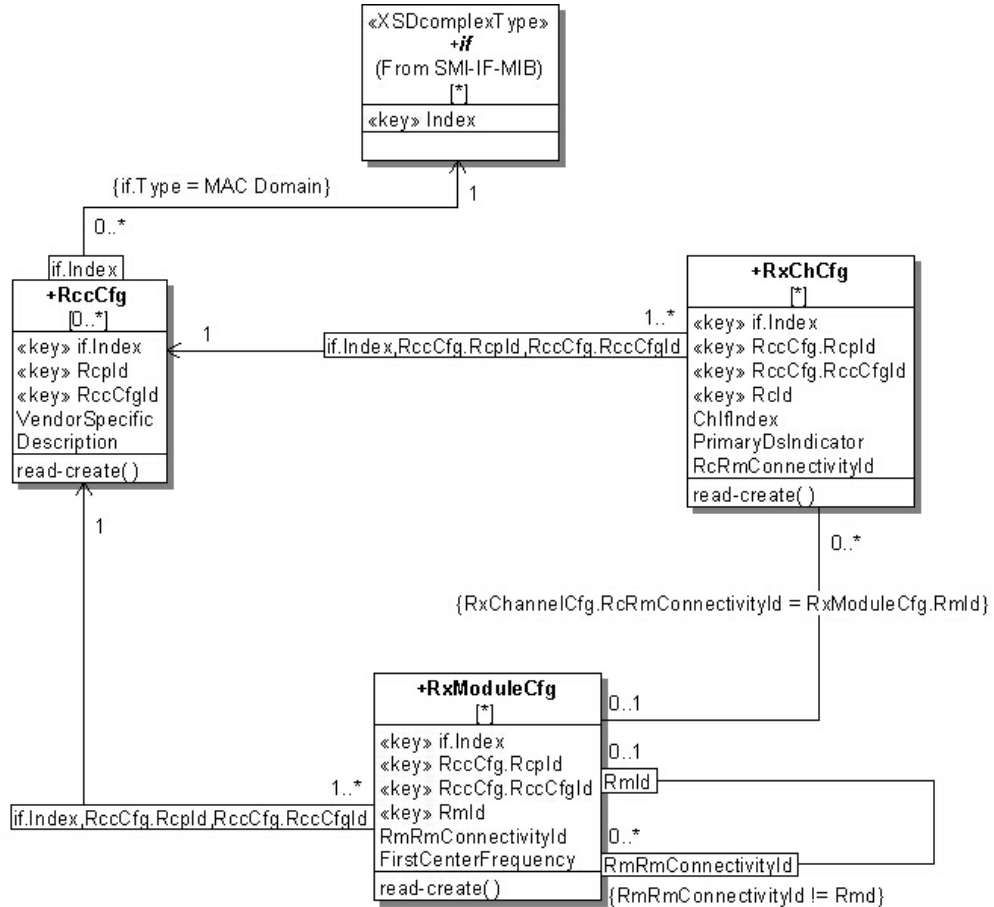 «XSDcomplexType»
+if
(From SMI-IF-MIB)
[*]
«key» Index
{if.Type = MAC Domain}
1
0..*
if.Index
+RccCfg
[0..*]
«key» if.Index
«key» RcpId
«key» RccCfgId
VendorSpecific
Description
read-create( )
1
if.Index,RccCfg.RcpId,RccCfg.RccCfgId
1..*
+RxChCfg
[*]
«key» if.Index
«key» RccCfg.RcpId
«key» RccCfg.RccCfgId
«key» RcId
ChIfIndex
PrimaryDsIndicator
RcRmConnectivityId
read-create( )
1
0..*
{RxChannelCfg.RcRmConnectivityId = RxModuleCfg.RmId}
0..1
+RxModuleCfg
[*]
«key» if.Index
«key» RccCfg.RcpId
«key» RccCfg.RccCfgId
«key» RmId
RmRmConnectivityId
FirstCenterFrequency
read-create( )
1..*
if.Index,RccCfg.RcpId,RccCfg.RccCfgId
0..1
RmId
0..*
RmRmConnectivityId
{RmRmConnectivityId != Rmd}